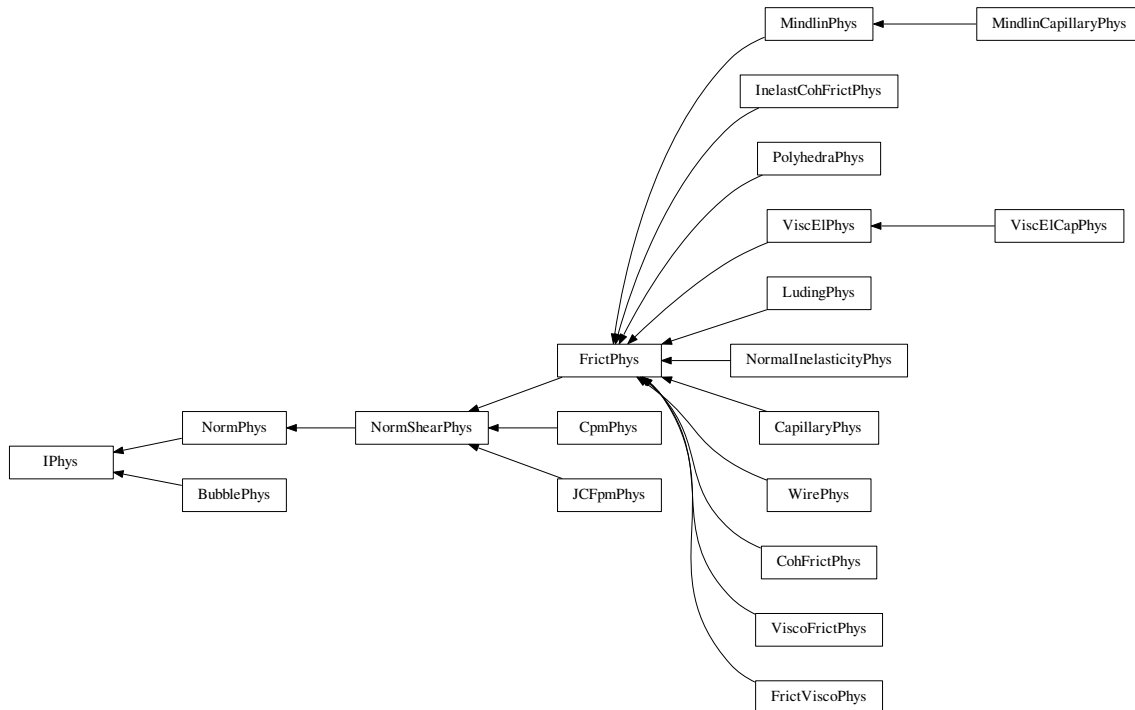 MindlinPhys
MindlinCapillaryPhys
InelastCohFrictPhys
PolyhedraPhys
ViscElPhys
ViscElCapPhys
LudingPhys
FrictPhys
NormalInelasticityPhys
NormPhys
NormShearPhys
CpmPhys
CapillaryPhys
IPhys
BubblePhys
JCFpmPhys
WirePhys
CohFrictPhys
ViscoFrictPhys
FrictViscoPhys